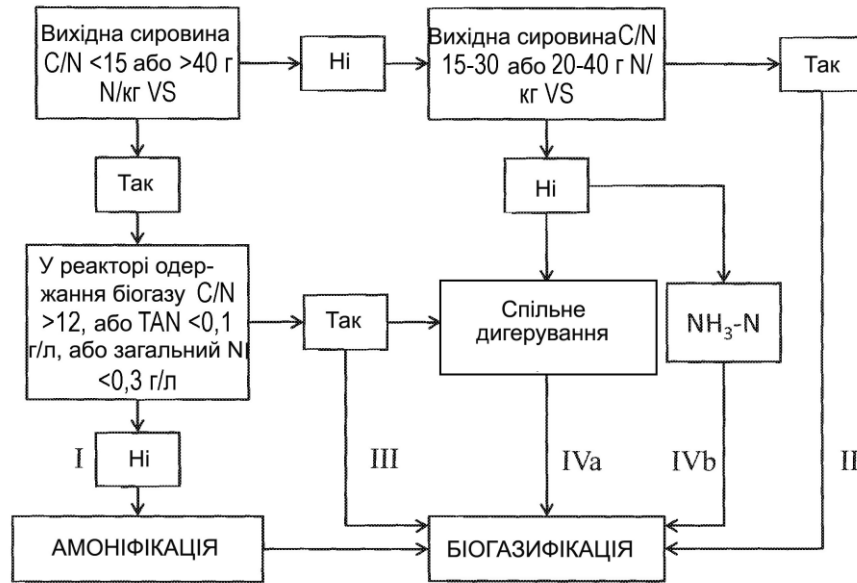 Вихідна сировина
C/N <15 або >40 г
N/кг VS
Ні
Вихідна сировина C/N
15-30 або 20-40 г N/
кг VS
Так
Так
Ні
У реакторі одер-
жання біогазу C/N
>12, або TAN <0,1
г/л, або загальний N
<0,3 г/л
Так
Спільне
дигерування
NH₃-N
I
Ні
III
IVa
IVb
II
АМОНІФІКАЦІЯ
БІОГАЗИФІКАЦІЯ